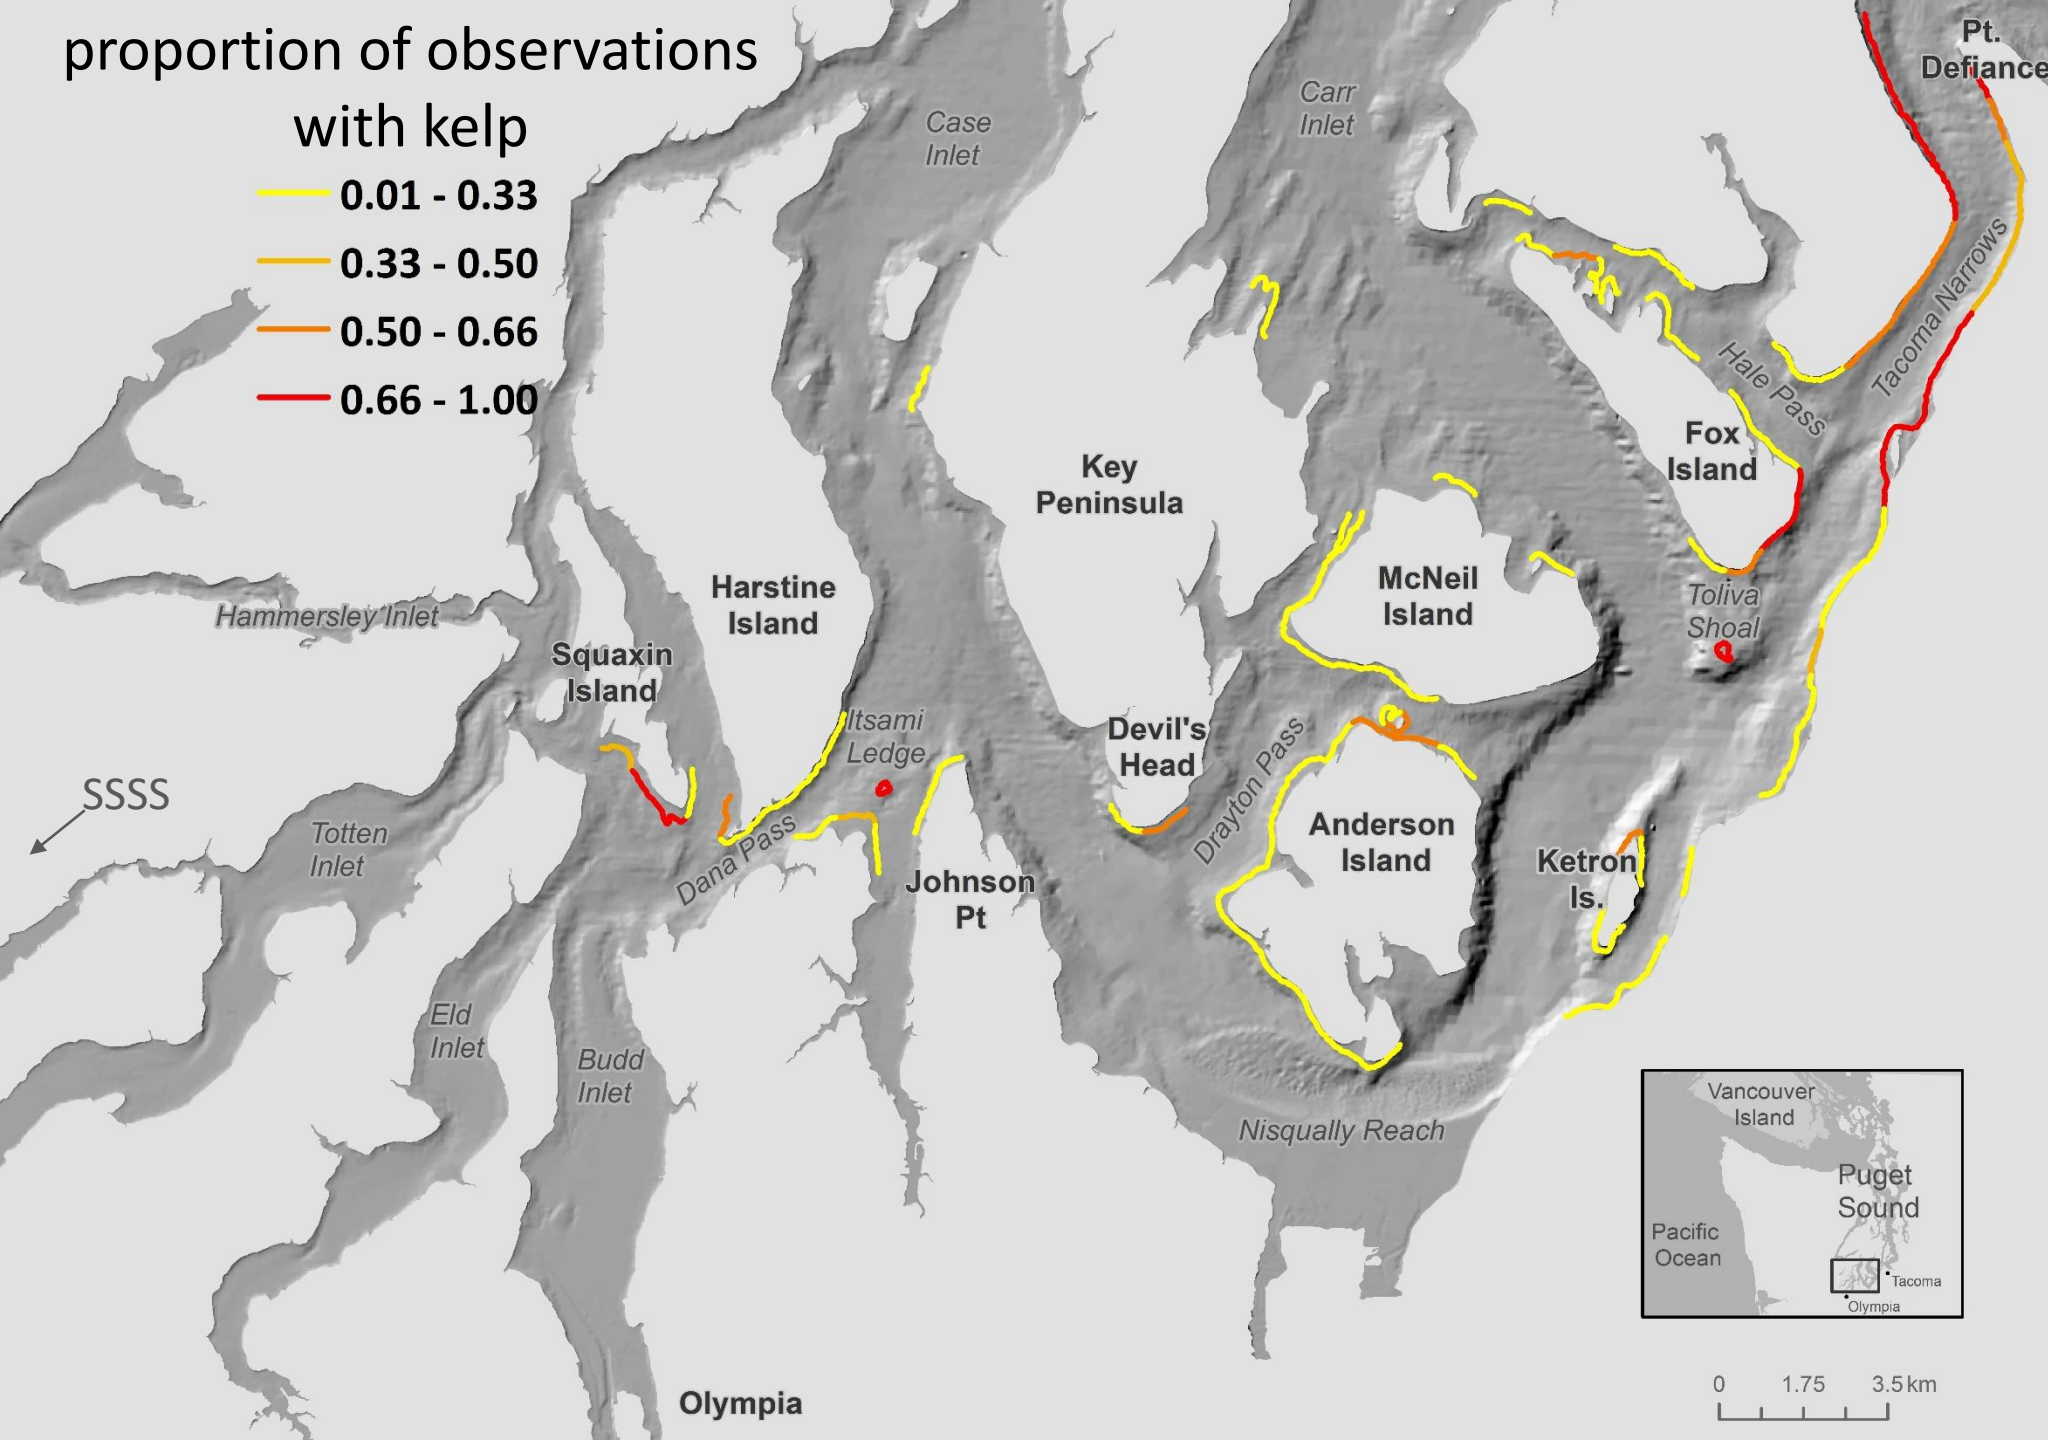 proportion of observations
with kelp
0.01 - 0.33
0.33 - 0.50
0.50 - 0.66
0.66 - 1.00
Pt.
Defiance
Case
Inlet
Carr
Inlet
Tacoma Narrows
Hale Pass
Fox
Island
Key
Peninsula
Harstine
Island
McNeil
Island
Toliva
Shoal
Hammersley Inlet
Squaxin
Island
Itsami
Ledge
Devil's
Head
Drayton Pass
SSSS
Totten
Inlet
Dana Pass
Johnson
Pt
Anderson
Island
Ketron
Is.
Eld
Inlet
Budd
Inlet
Nisqually Reach
Olympia
Vancouver
Island
Puget
Sound
Pacific
Ocean
Tacoma
Olympia
0 1.75 3.5 km